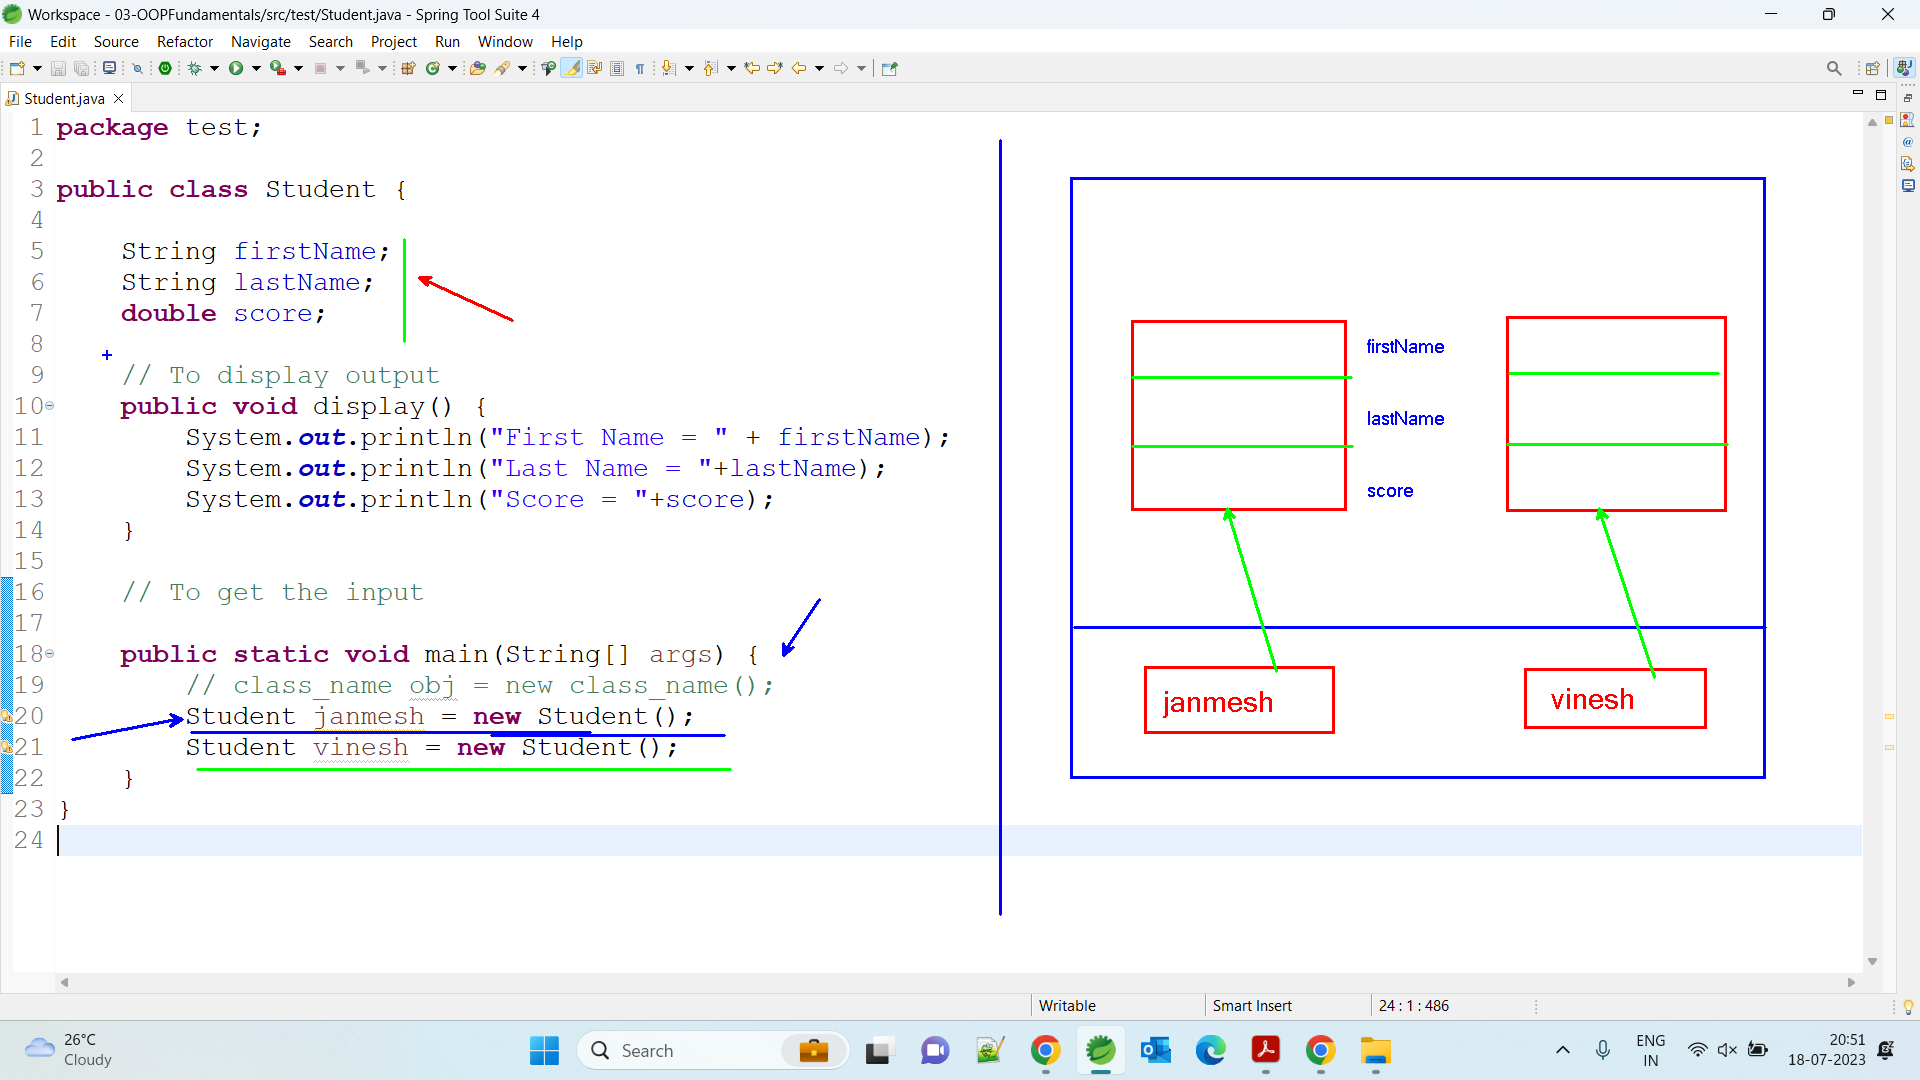 Workspace - 03-OOPFundamentals/src/test/Student.java - Spring Tool Suite 4
File Edit Source Refactor Navigate Search Project Run Window Help
Student.java
1 package test;
2
3 public class Student {
4
5 String firstName;
6 String lastName;
7 double score;
8
9 // To display output
10 public void display() {
11 System.out.println("First Name = " + firstName);
12 System.out.println("Last Name = "+lastName);
13 System.out.println("Score = "+score);
14 }
15
16 // To get the input
17
18 public static void main(String[] args) {
19 // class_name obj = new class_name();
20 Student janmesh = new Student();
21 Student vinesh = new Student();
22 }
23 }
24
firstName
lastName
score
janmesh
vinesh
Writable Smart Insert 24 : 1 : 486
26°C
Cloudy
Search
ENG
IN
20:51
18-07-2023